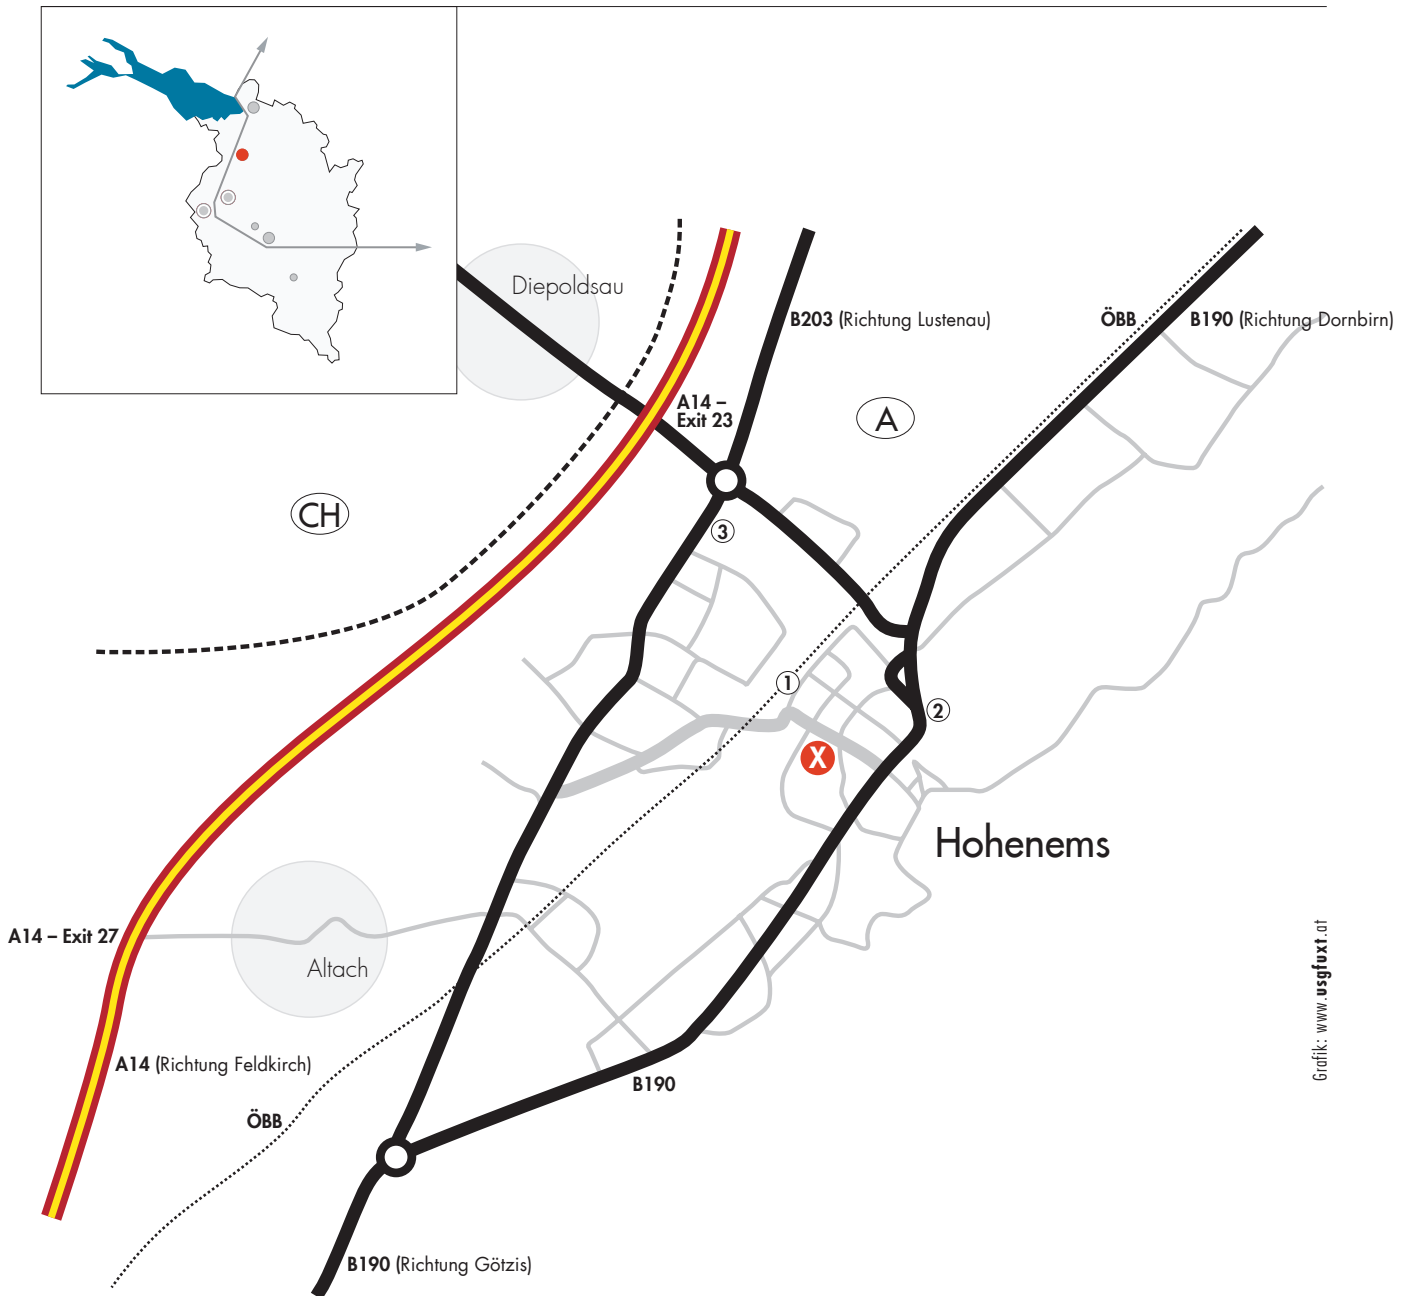 Diepoldsau
B203 (Richtung Lustenau)
ÖBB
B190 (Richtung Dornbirn)
A14 –
Exit 23
A
CH
3
1
2
X
Hohenems
A14 – Exit 27
Altach
A14 (Richtung Feldkirch)
B190
ÖBB
B190 (Richtung Götzis)
Grafik: www.usgfuxt.at